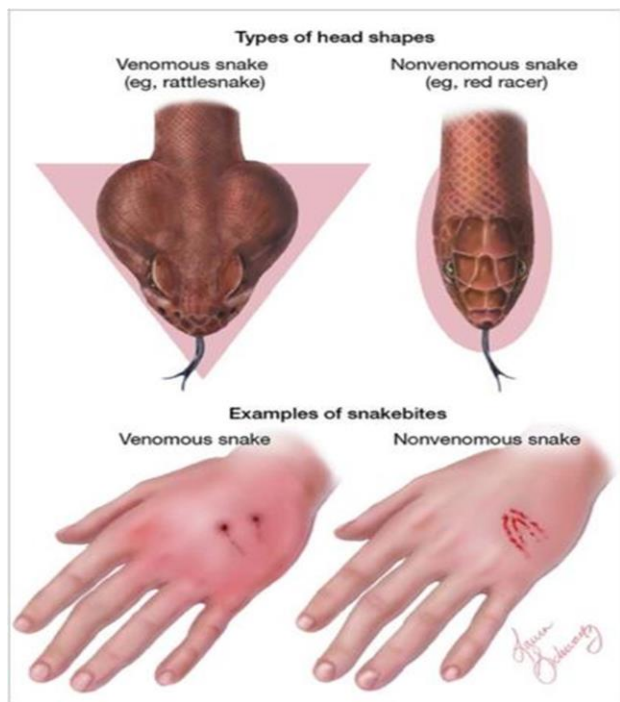 Types of head shapes
Venomous snake
(eg, rattlesnake)
Nonvenomous snake
(eg, red racer)
Examples of snakebites
Venomous snake
Nonvenomous snake